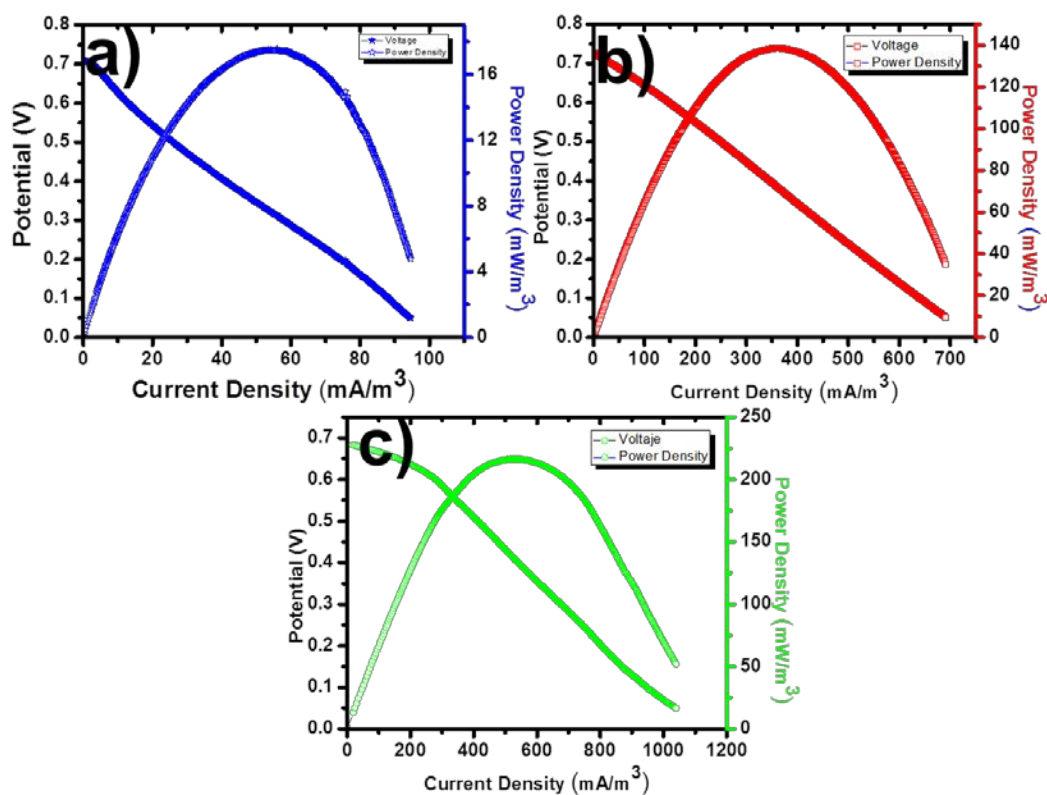 a)
Voltage
Power Density
Potential (V)
0.8
0.7
0.6
0.5
0.4
0.3
0.2
0.1
0.0
0 20 40 60 80 100
Current Density (mA/m³)
16
12
8
4
0
Power Density (mW/m³)
b)
Voltage
Power Density
Potential (V)
0.8
0.7
0.6
0.5
0.4
0.3
0.2
0.1
0.0
0 100 200 300 400 500 600 700
Current Density (mA/m³)
140
120
100
80
60
40
20
0
Power Density (mW/m³)
c)
Voltaje
Power Density
Potential (V)
0.7
0.6
0.5
0.4
0.3
0.2
0.1
0.0
0 200 400 600 800 1000 1200
Current Density (mA/m³)
250
200
150
100
50
0
Power Density (mW/m³)